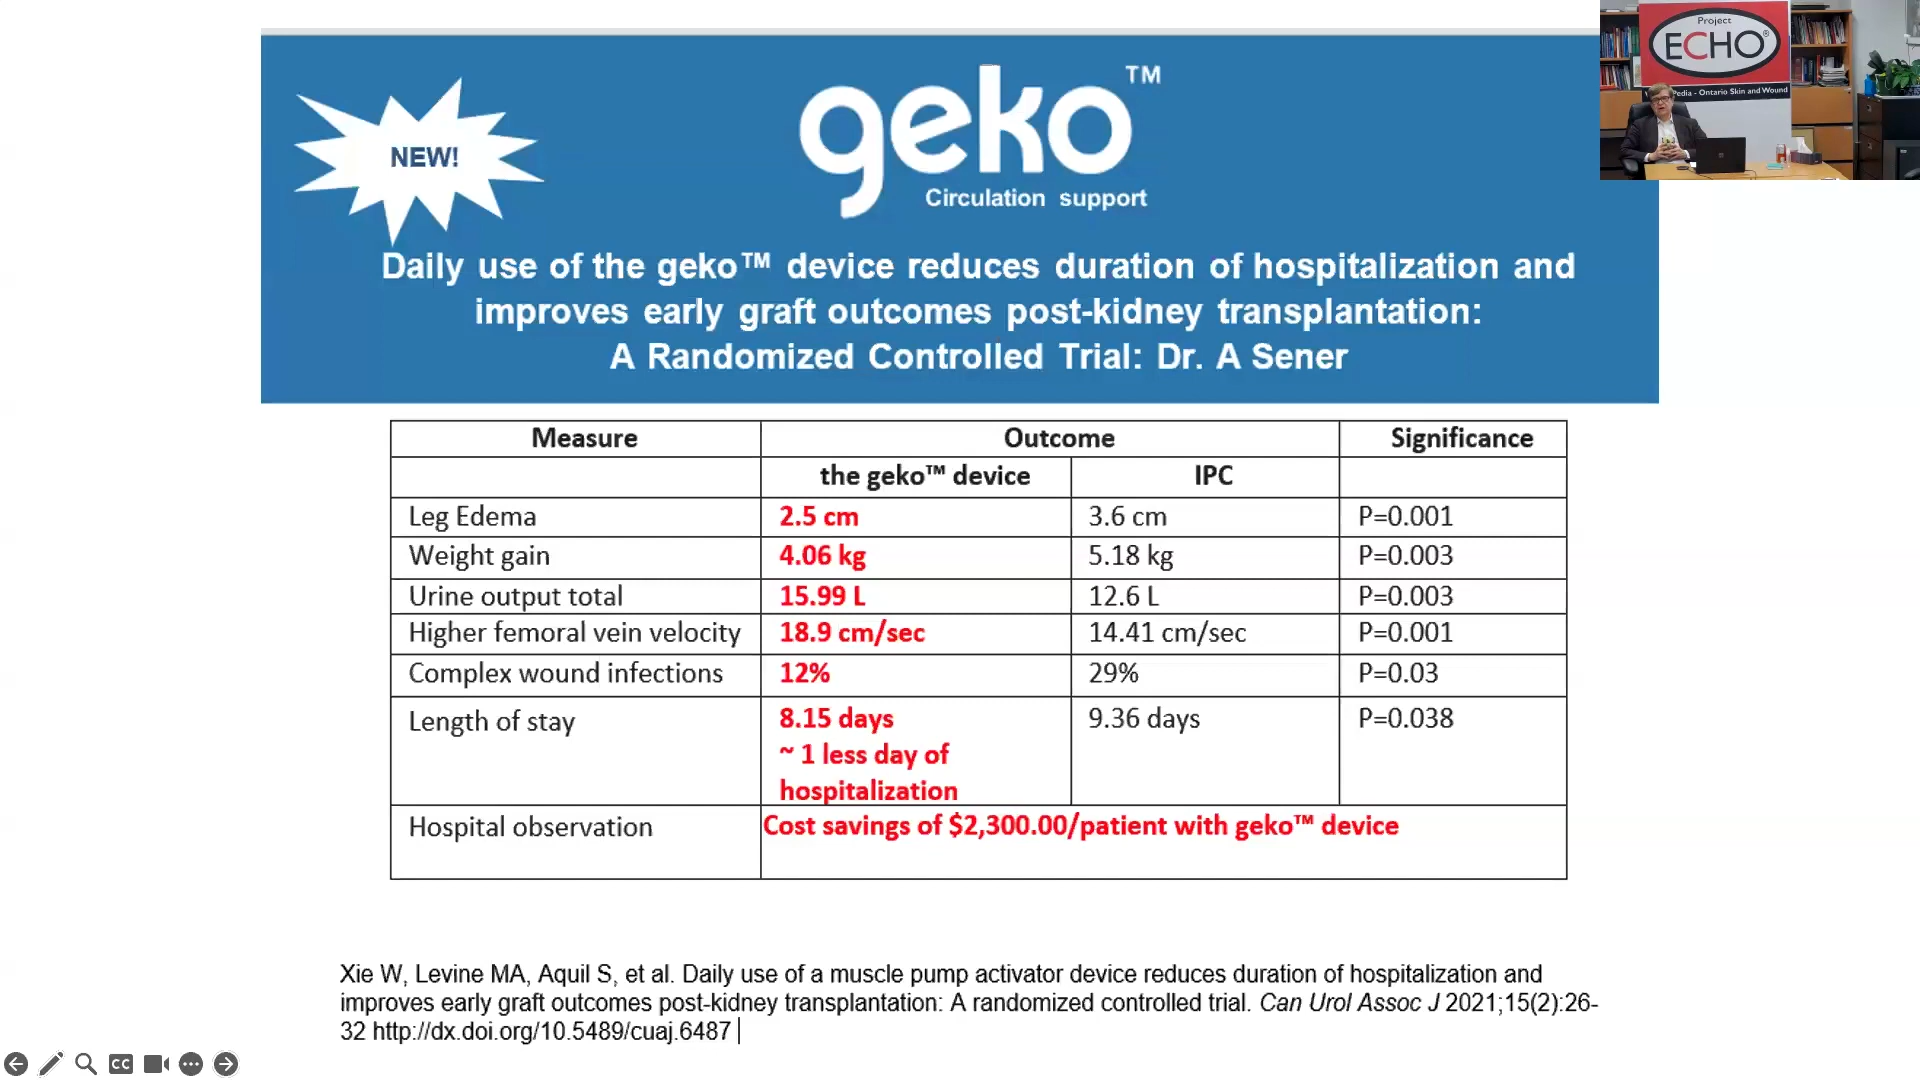 Project
ECHO®
Pedia - Ontario Skin and Wound
NEW!
geko™
Circulation support
Daily use of the geko™ device reduces duration of hospitalization and
improves early graft outcomes post-kidney transplantation:
A Randomized Controlled Trial: Dr. A Sener
Measure Outcome Significance
the geko™ device IPC
Leg Edema 2.5 cm 3.6 cm P=0.001
Weight gain 4.06 kg 5.18 kg P=0.003
Urine output total 15.99 L 12.6 L P=0.003
Higher femoral vein velocity 18.9 cm/sec 14.41 cm/sec P=0.001
Complex wound infections 12% 29% P=0.03
Length of stay 8.15 days 9.36 days P=0.038
~ 1 less day of
hospitalization
Hospital observation Cost savings of $2,300.00/patient with geko™ device
Xie W, Levine MA, Aquil S, et al. Daily use of a muscle pump activator device reduces duration of hospitalization and
improves early graft outcomes post-kidney transplantation: A randomized controlled trial. Can Urol Assoc J 2021;15(2):26-
32 http://dx.doi.org/10.5489/cuaj.6487
CC